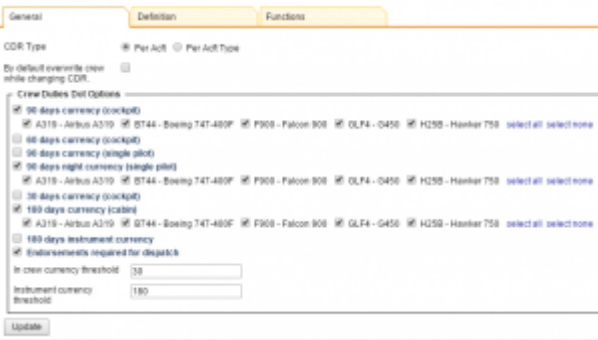 General Definition Functions
CDR Type Per Acft Per Acft Type
By default overwrite crew
while changing CDR.
Crew Duties Det Options
90 days currency (cockpit)
A319 - Airbus A319 B744 - Boeing 747-400F F900 - Falcon 900 GLF4 - G450 H25B - Hawker 750 select all select none
60 days currency (cockpit)
90 days currency (single pilot)
90 days night currency (single pilot)
A319 - Airbus A319 B744 - Boeing 747-400F F900 - Falcon 900 GLF4 - G450 H25B - Hawker 750 select all select none
30 days currency (cockpit)
180 days currency (cabin)
A319 - Airbus A319 B744 - Boeing 747-400F F900 - Falcon 900 GLF4 - G450 H25B - Hawker 750 select all select none
180 days instrument currency
Endorsements required for dispatch
In crew currency threshold 30
Instrument currency 180
threshold
Update